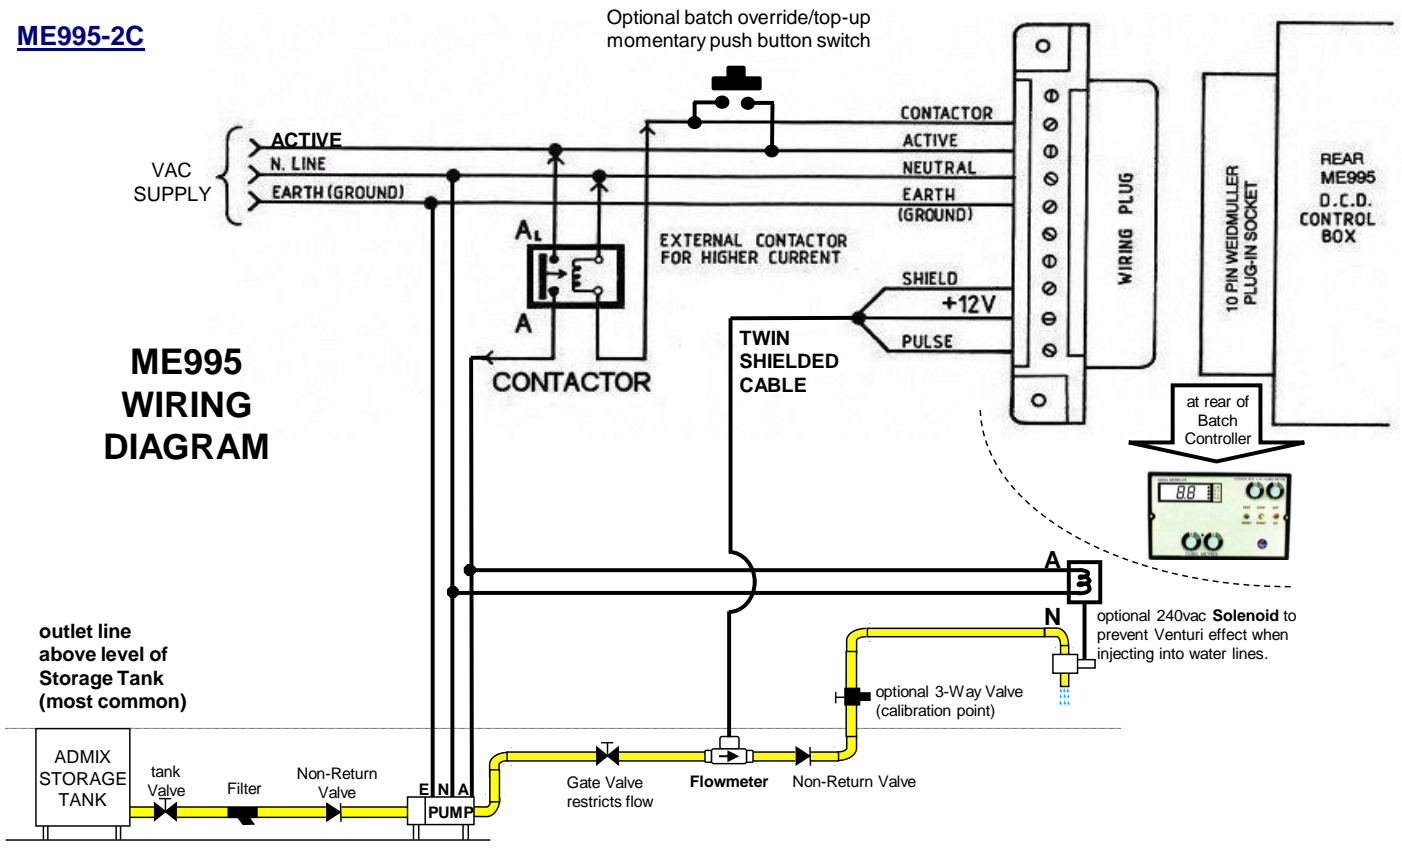 ME995-2C
Optional batch override/top-up
momentary push button switch
CONTACTOR
ACTIVE
NEUTRAL
EARTH
(GROUND)
VAC
SUPPLY
ACTIVE
N. LINE
EARTH (GROUND)
A₁
A
CONTACTOR
EXTERNAL CONTACTOR
FOR HIGHER CURRENT
SHIELD
+12V
PULSE
WIRING PLUG
10 PIN WEIDMULLER
PLUG-IN SOCKET
REAR
ME995
D.C.D.
CONTROL
BOX
TWIN
SHIELDED
CABLE
ME995
WIRING
DIAGRAM
at rear of
Batch
Controller
8.8
A
N
optional 240vac Solenoid to
prevent Venturi effect when
injecting into water lines.
outlet line
above level of
Storage Tank
(most common)
optional 3-Way Valve
(calibration point)
ADMIX
STORAGE
TANK
tank
Valve
Filter
Non-Return
Valve
E N A
PUMP
Gate Valve
restricts flow
Flowmeter
Non-Return Valve